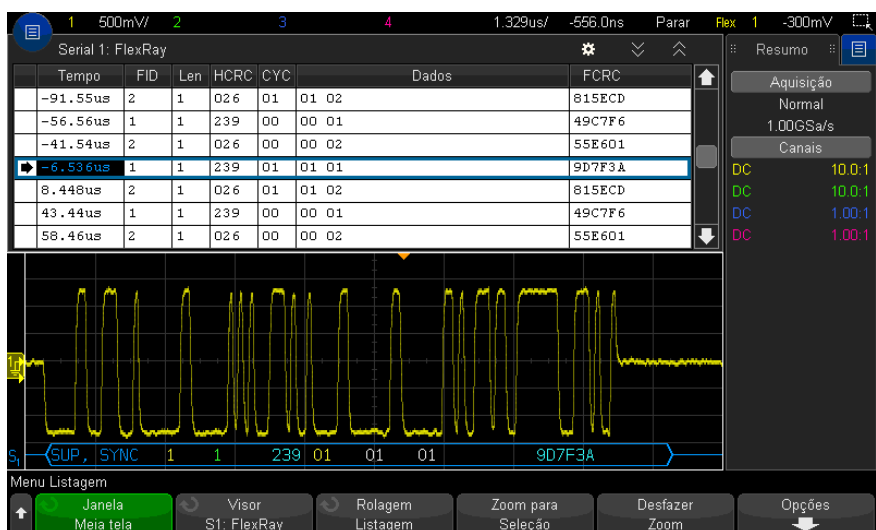 1 500mV/ 2 3 4 1.329us/ -556.0ns Parar Flex 1 -300mV
Serial 1: FlexRay
Resumo
Tempo FID Len HCRC CYC Dados FCRC
-91.55us 2 1 026 01 01 02 815ECD
-56.56us 1 1 239 00 00 01 49C7F6
-41.54us 2 1 026 00 00 02 55E601
-6.536us 1 1 239 01 01 01 9D7F3A
8.448us 2 1 026 01 01 02 815ECD
43.44us 1 1 239 00 00 01 49C7F6
58.46us 2 1 026 00 00 02 55E601
Aquisição
Normal
1.00GSa/s
Canais
DC 10.0:1
DC 10.0:1
DC 1.00:1
DC 1.00:1
1
S1 SUP, SYNC 1 1 239 01 01 01 9D7F3A
Menu Listagem
Janela
Meia tela
Visor
S1: FlexRay
Rolagem
Listagem
Zoom para
Seleção
Desfazer
Zoom
Opções